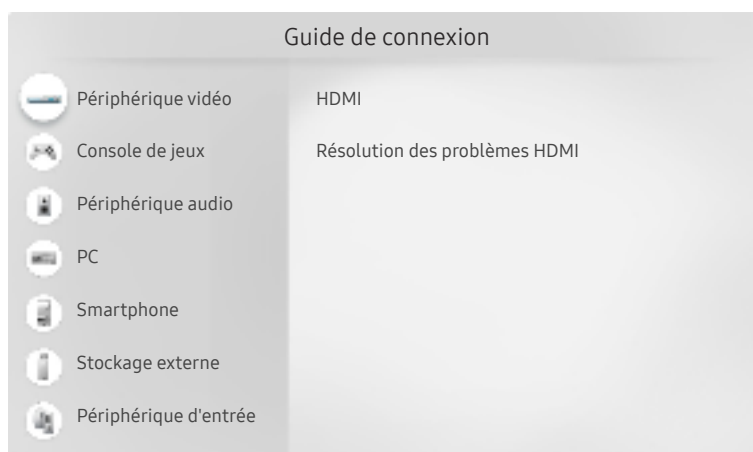 Guide de connexion
Périphérique vidéo
HDMI
Console de jeux
Résolution des problèmes HDMI
Périphérique audio
PC
Smartphone
Stockage externe
Périphérique d'entrée